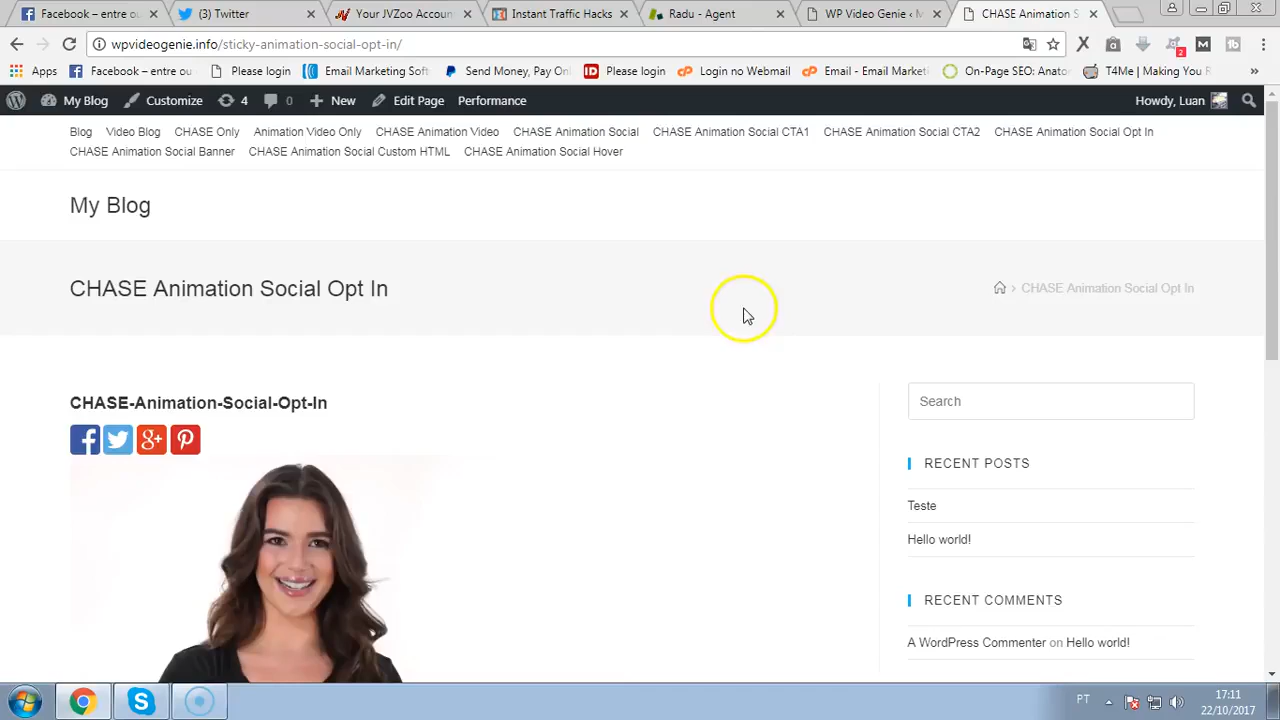 Facebook – entre ou
(3) Twitter
Your JVZoo Accoun
Instant Traffic Hacks
Radu - Agent
WP Video Genie ‹ M
CHASE Animation S
wpvideogenie.info/sticky-animation-social-opt-in/
Apps
Facebook – entre ou
Please login
Email Marketing Soft
Send Money, Pay Onl
Please login
Login no Webmail
Email - Email Marketi
On-Page SEO Anator
T4Me | Making You R
My Blog
Customize
4
0
New
Edit Page
Performance
Howdy, Luan
Blog
Video Blog
CHASE Only
Animation Video Only
CHASE Animation Video
CHASE Animation Social
CHASE Animation Social CTA1
CHASE Animation Social CTA2
CHASE Animation Social Opt In
CHASE Animation Social Banner
CHASE Animation Social Custom HTML
CHASE Animation Social Hover
My Blog
CHASE Animation Social Opt In
CHASE Animation Social Opt In
CHASE-Animation-Social-Opt-In
Search
RECENT POSTS
Teste
Hello world!
RECENT COMMENTS
A WordPress Commenter on Hello world!
PT
17:11
22/10/2017